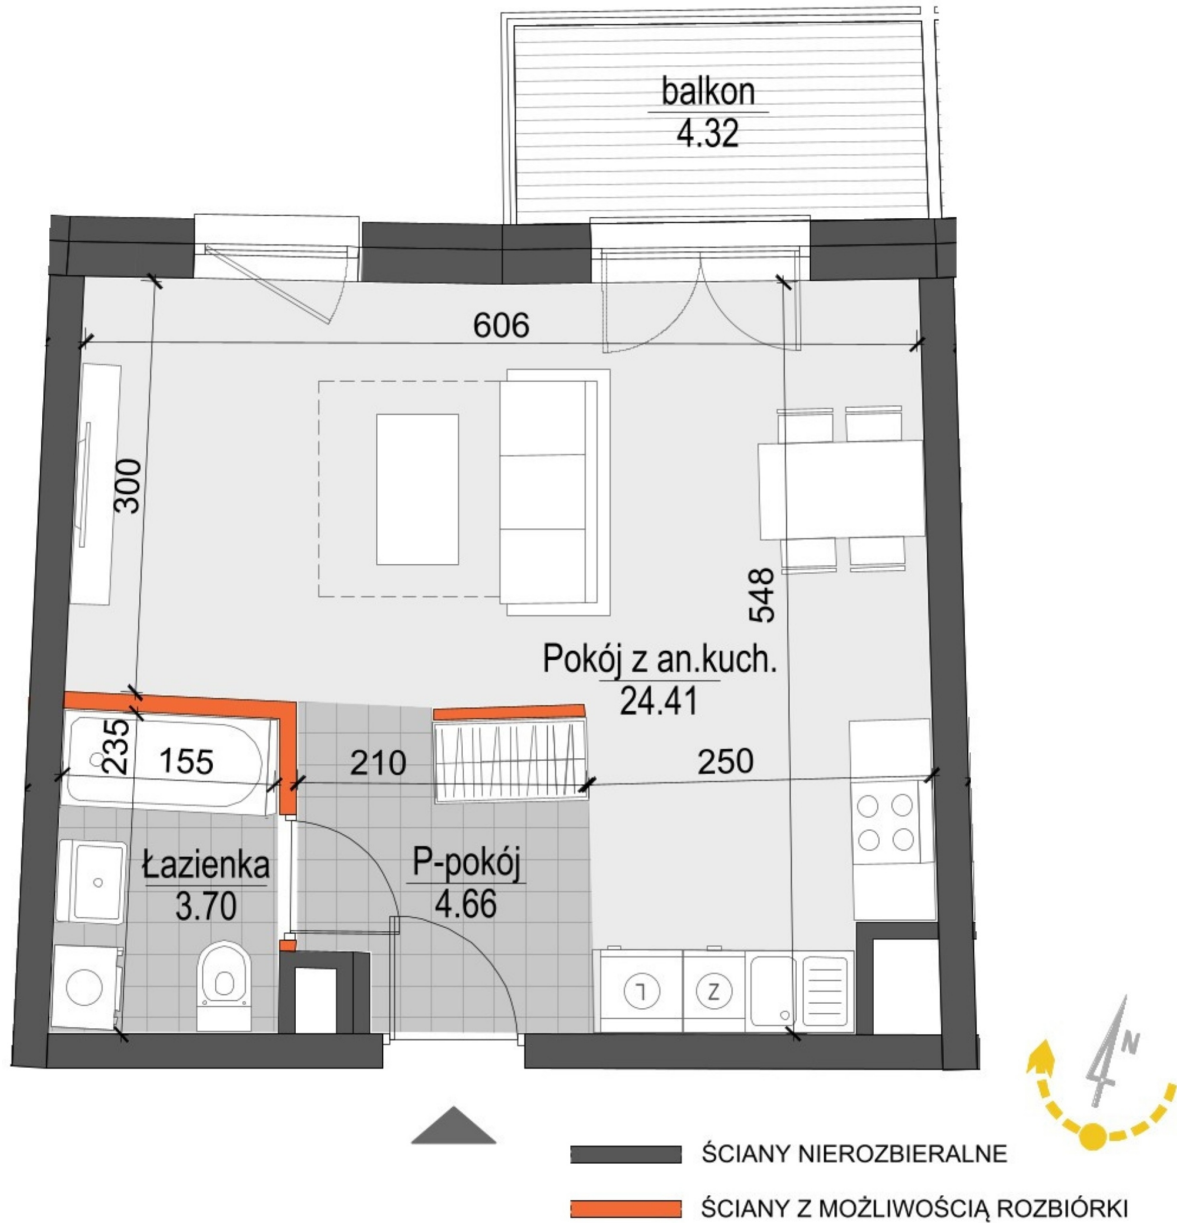 balkon
4.32
606
300
548
Pokój z an.kuch.
24.41
235
155
210
250
Łazienka
3.70
P-pokój
4.66
L
Z
N
ŚCIANY NIEROZBIERALNE
ŚCIANY Z MOŻLIWOŚCIĄ ROZBIÓRKI